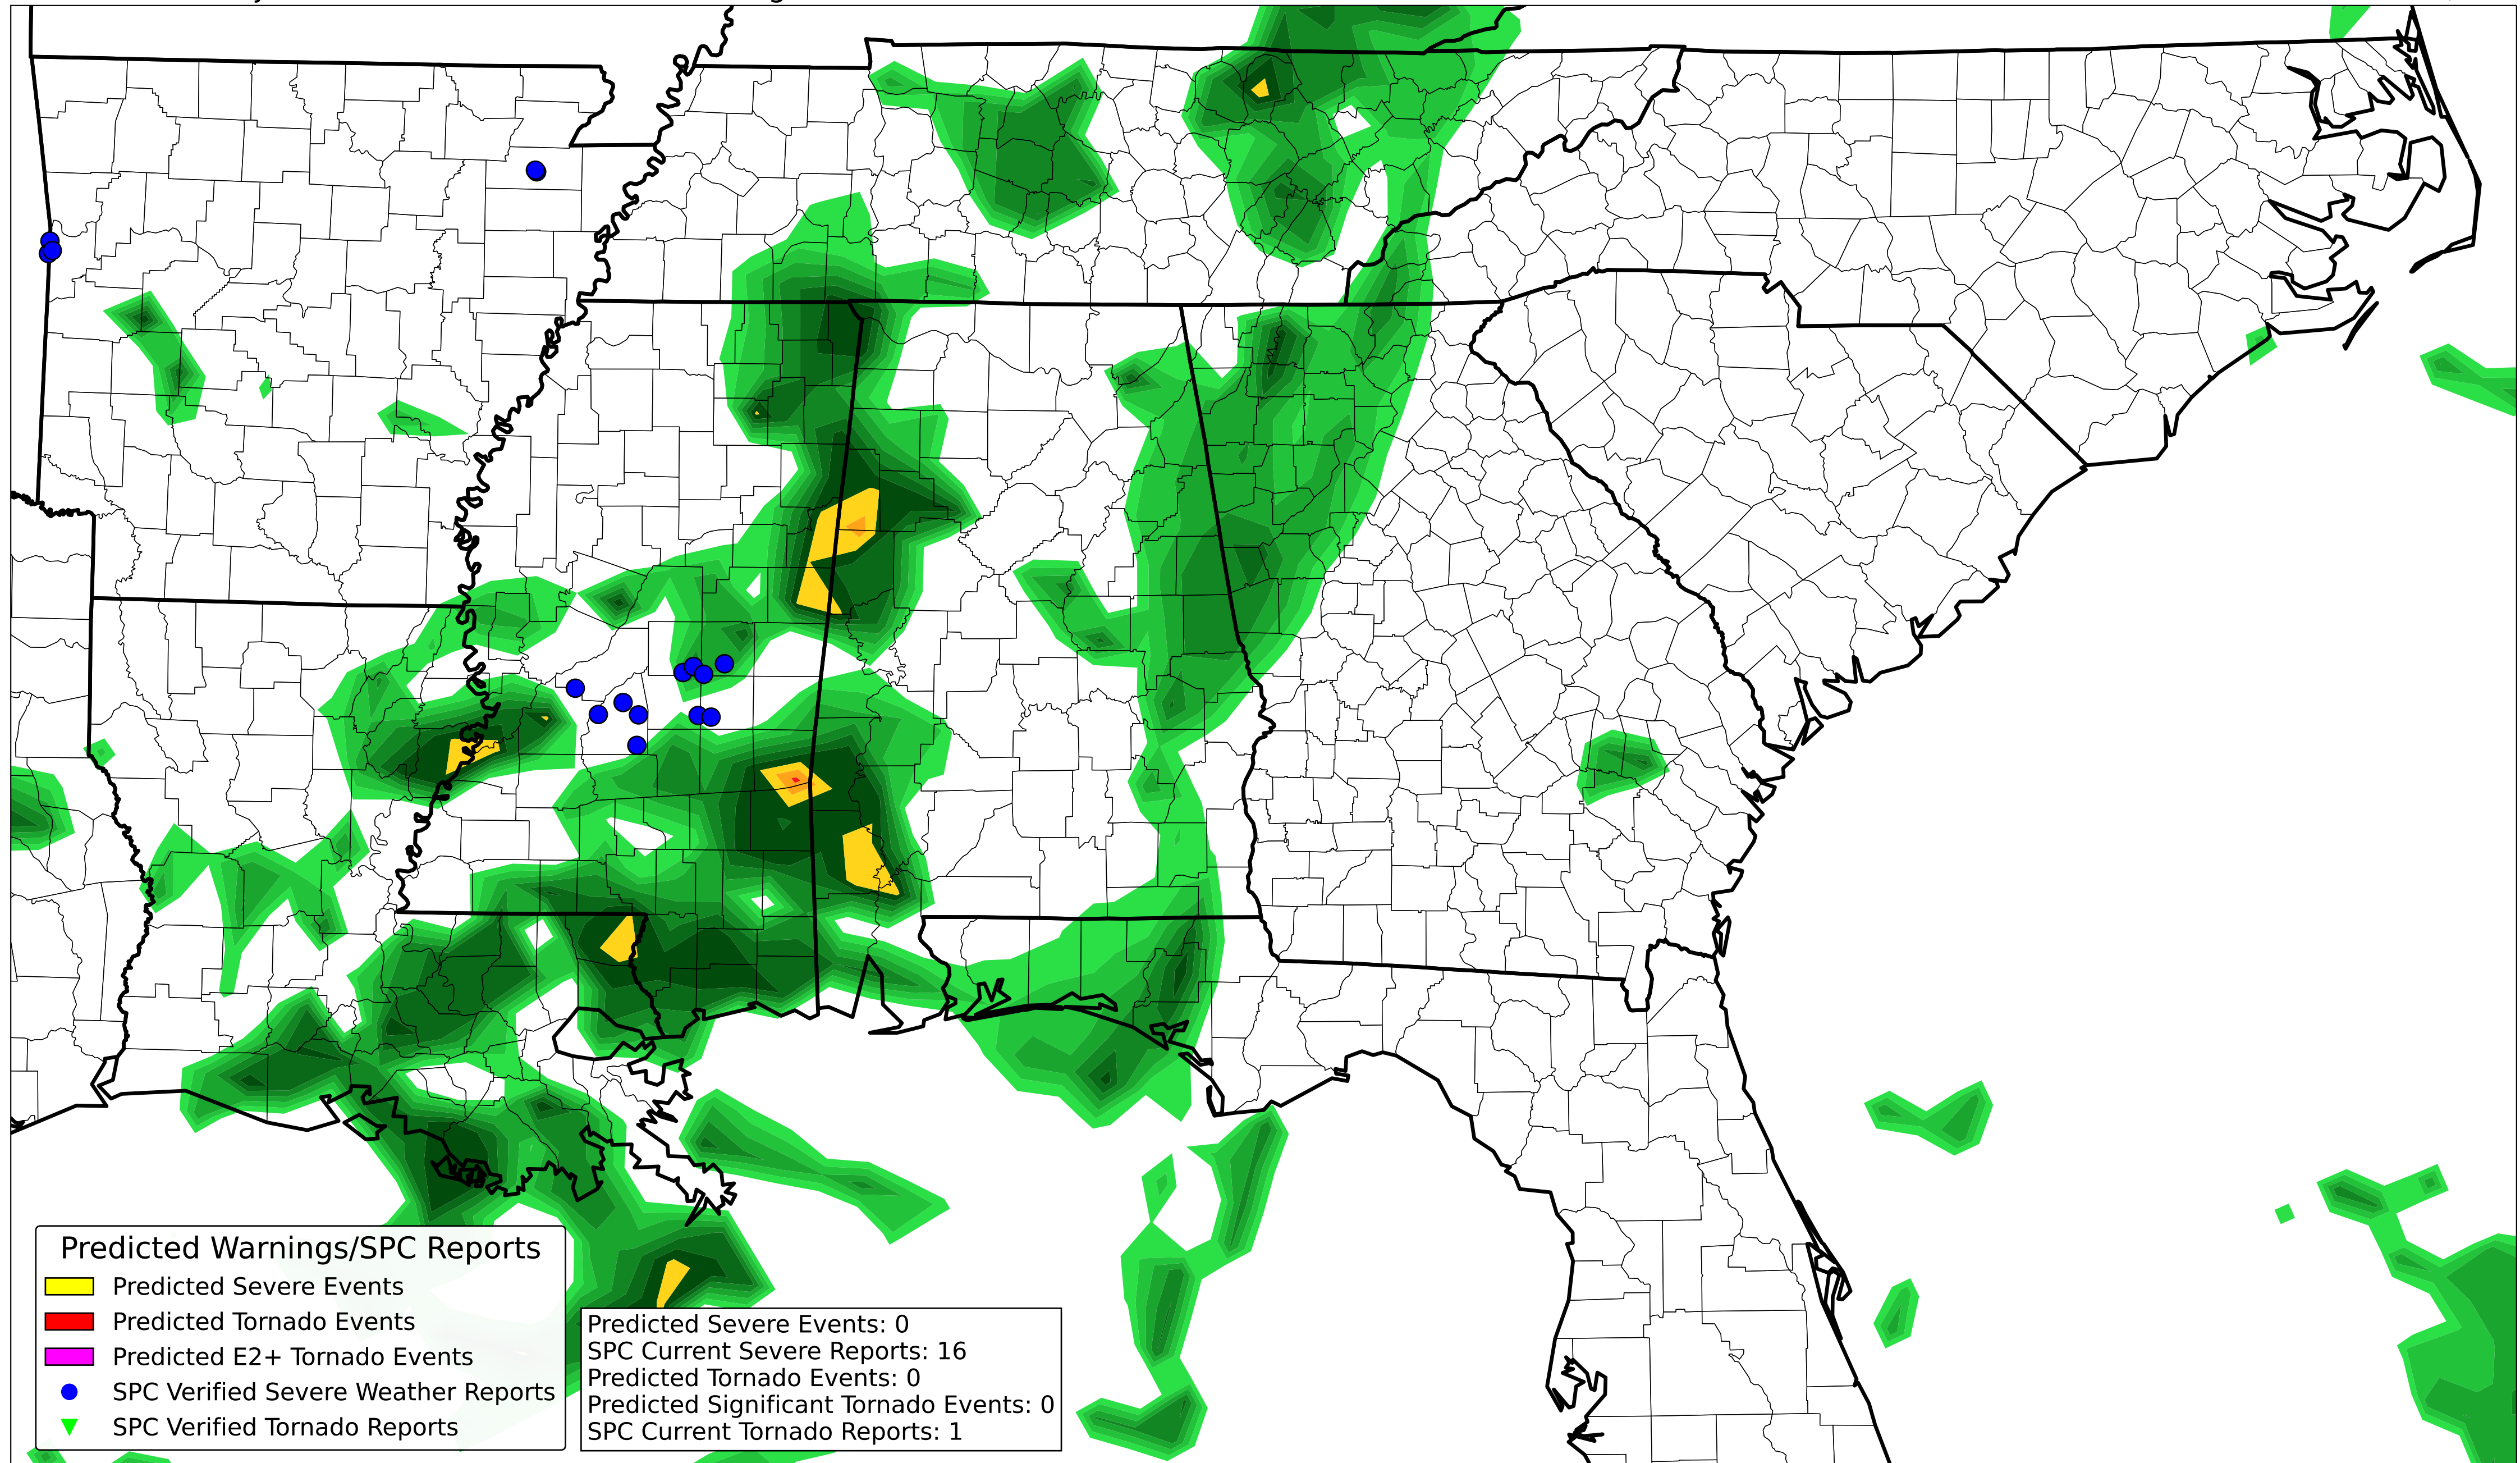 Predicted Warnings/SPC Reports
Predicted Severe Events
Predicted Tornado Events
Predicted E2+ Tornado Events
SPC Verified Severe Weather Reports
SPC Verified Tornado Reports
Predicted Severe Events: 0
SPC Current Severe Reports: 16
Predicted Tornado Events: 0
Predicted Significant Tornado Events: 0
SPC Current Tornado Reports: 1